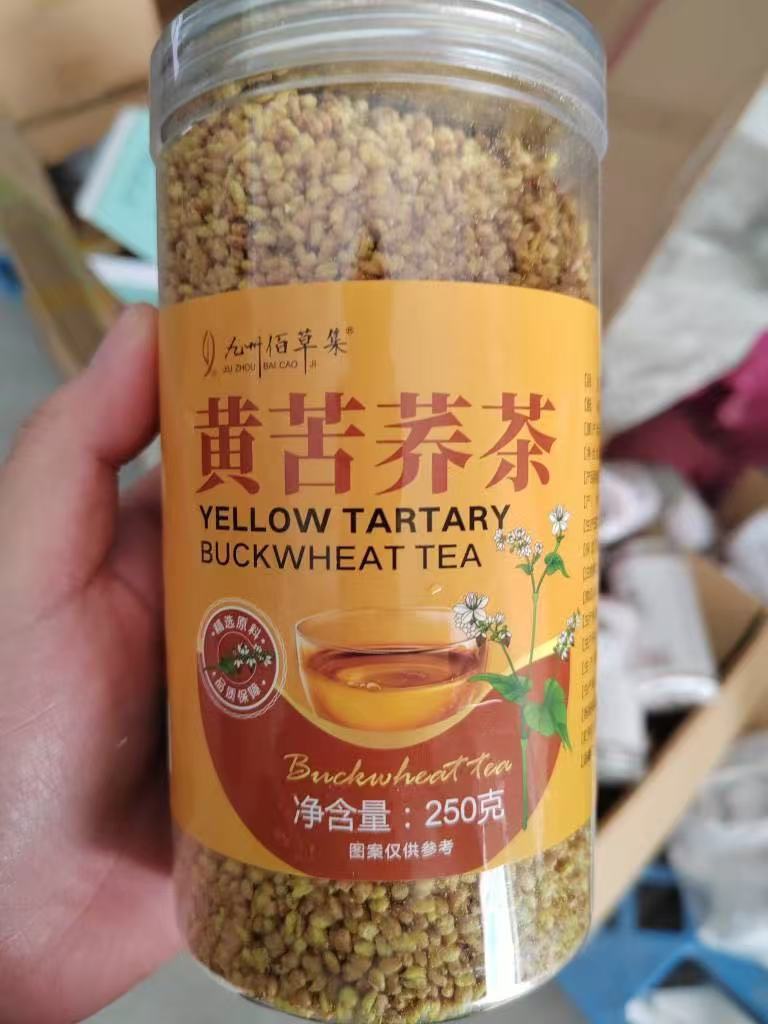 九州佰草集®
JIU ZHOU BAI CAO JI
黄苦荞茶
YELLOW TARTARY
BUCKWHEAT TEA
·精选原料·
品质保障
Buckwheat tea
净含量：250克
图案仅供参考